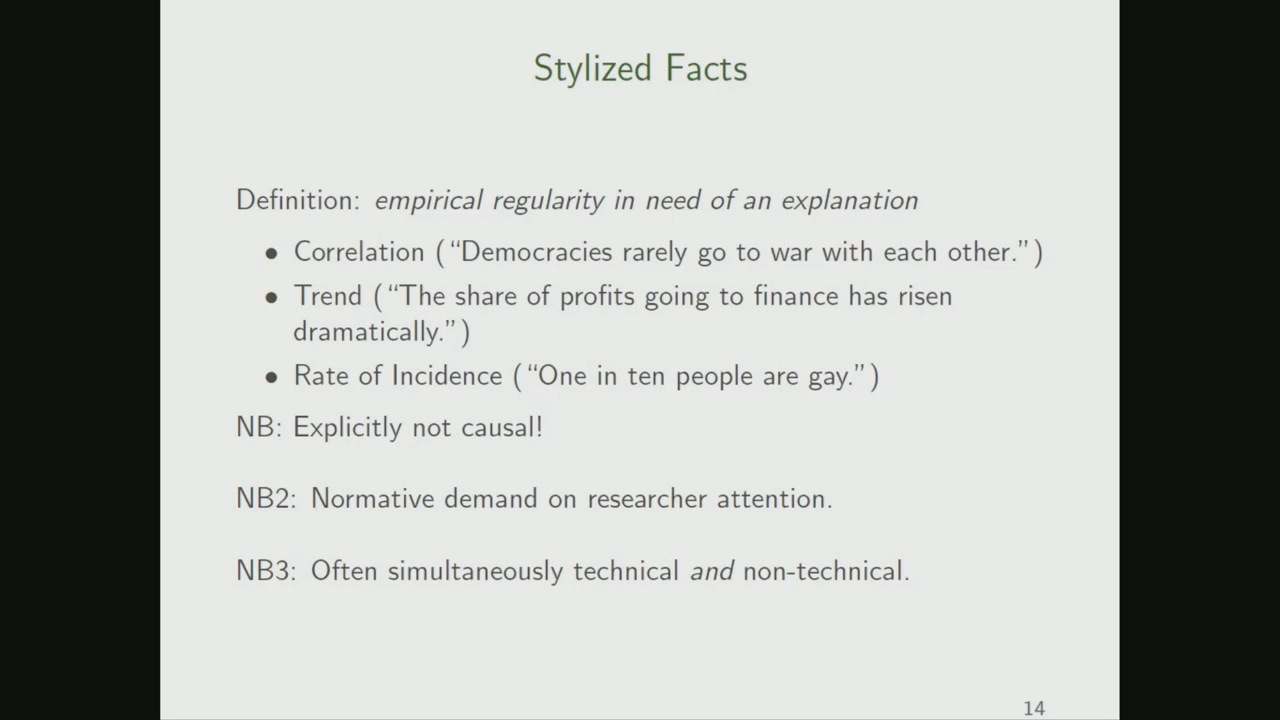 Stylized Facts
Definition: empirical regularity in need of an explanation
• Correlation (“Democracies rarely go to war with each other.”)
• Trend (“The share of profits going to finance has risen
dramatically.”)
• Rate of Incidence (“One in ten people are gay.”)
NB: Explicitly not causal!
NB2: Normative demand on researcher attention.
NB3: Often simultaneously technical and non-technical.
14